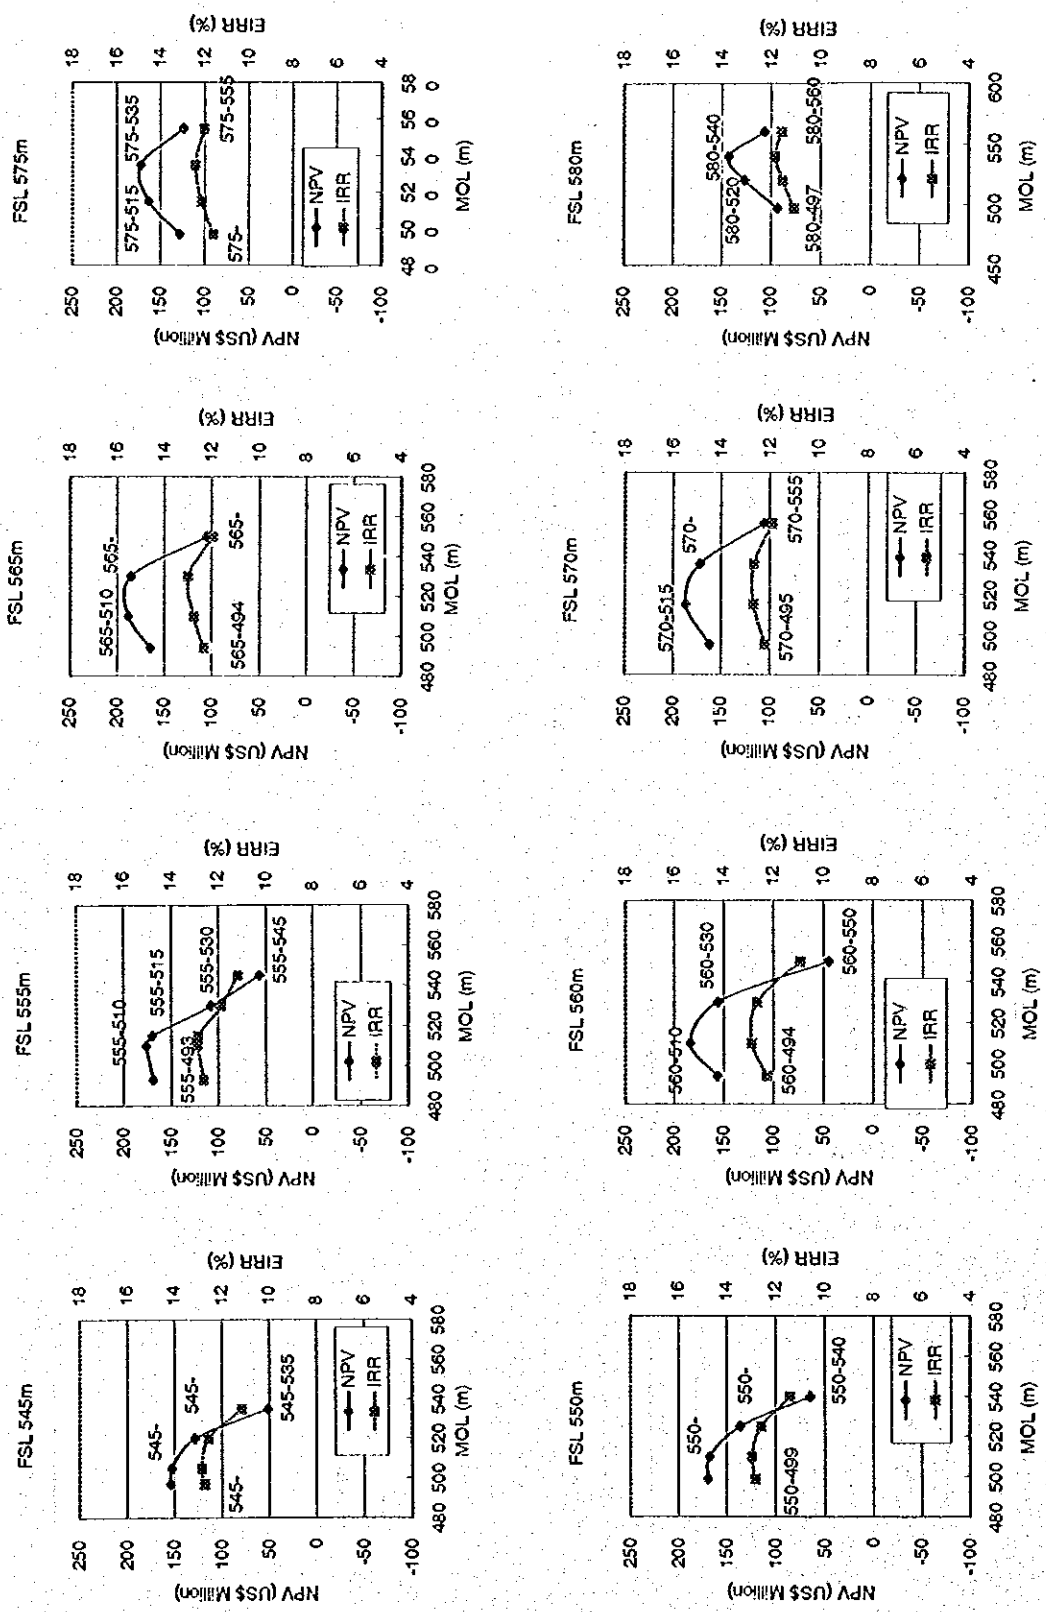 FSL 545m
NPV (US$ Million)
250
200
150
100
50
0
-50
-100
545-
545-
545-
545-535
NPV
IRR
18
16
14
12
10
8
6
4
EIRR (%)
480 500 520 540 560 580
MOL (m)
FSL 555m
NPV (US$ Million)
250
200
150
100
50
0
-50
-100
555-510
555-515
555-493
555-530
555-545
NPV
IRR
18
16
14
12
10
8
6
4
EIRR (%)
480 500 520 540 560 580
MOL (m)
FSL 565m
NPV (US$ Million)
250
200
150
100
50
0
-50
-100
565-510
565-
565-494
565-
NPV
IRR
18
16
14
12
10
8
6
4
EIRR (%)
480 500 520 540 560 580
MOL (m)
FSL 575m
NPV (US$ Million)
250
200
150
100
50
0
-50
-100
575-515
575-535
575-
575-555
NPV
IRR
18
16
14
12
10
8
6
4
EIRR (%)
48 50 52 54 56 58
0 0 0 0 0 0
MOL (m)
FSL 550m
NPV (US$ Million)
250
200
150
100
50
0
-50
-100
550-
550-
550-499
550-540
NPV
IRR
18
16
14
12
10
8
6
4
EIRR (%)
480 500 520 540 560 580
MOL (m)
FSL 560m
NPV (US$ Million)
250
200
150
100
50
0
-50
-100
560-510
560-530
560-494
560-550
NPV
IRR
18
16
14
12
10
8
6
4
EIRR (%)
480 500 520 540 560 580
MOL (m)
FSL 570m
NPV (US$ Million)
250
200
150
100
50
0
-50
-100
570-515
570-
570-495
570-555
NPV
IRR
18
16
14
12
10
8
6
4
EIRR (%)
480 500 520 540 560 580
MOL (m)
FSL 580m
NPV (US$ Million)
250
200
150
100
50
0
-50
-100
580-520
580-540
580-497
580-560
NPV
IRR
18
16
14
12
10
8
6
4
EIRR (%)
450 500 550 600
MOL (m)